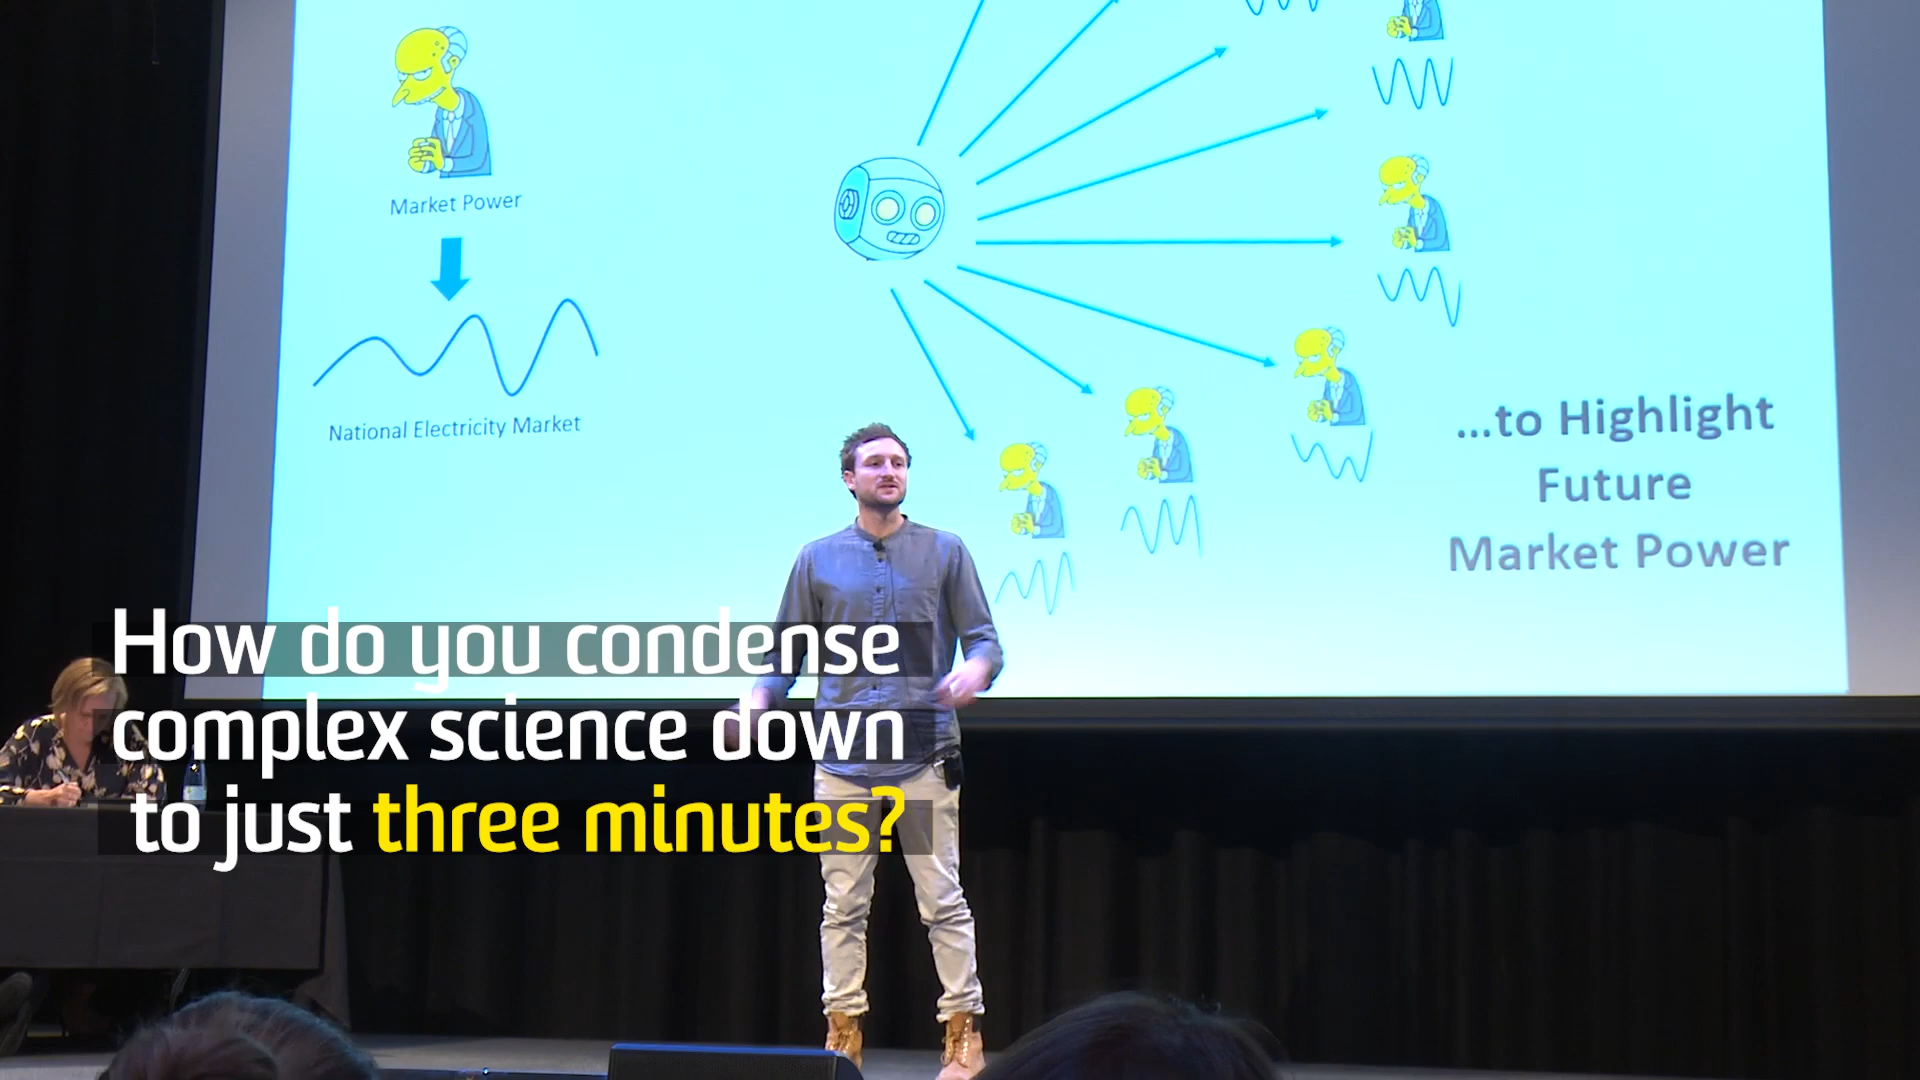 Market Power
National Electricity Market
...to Highlight
Future
Market Power
How do you condense
complex science down
to just three minutes?